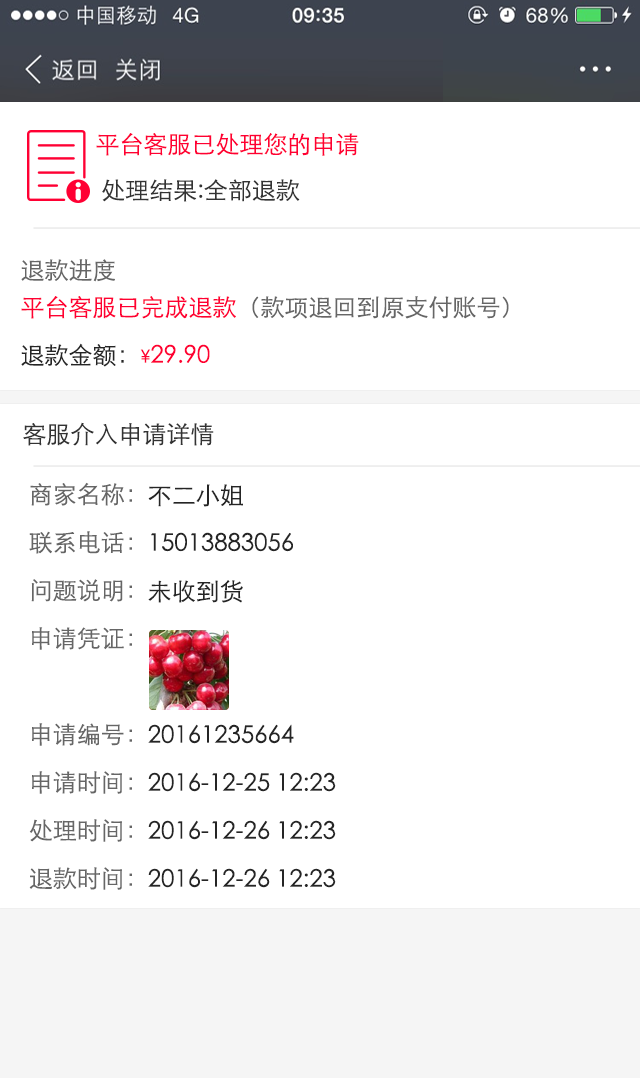 中国移动 4G 09:35 68%
返回 关闭
平台客服已处理您的申请
处理结果:全部退款
退款进度
平台客服已完成退款（款项退回到原支付账号）
退款金额：¥29.90
客服介入申请详情
商家名称：不二小姐
联系电话：15013883056
问题说明：未收到货
申请凭证：
申请编号：20161235664
申请时间：2016-12-25 12:23
处理时间：2016-12-26 12:23
退款时间：2016-12-26 12:23